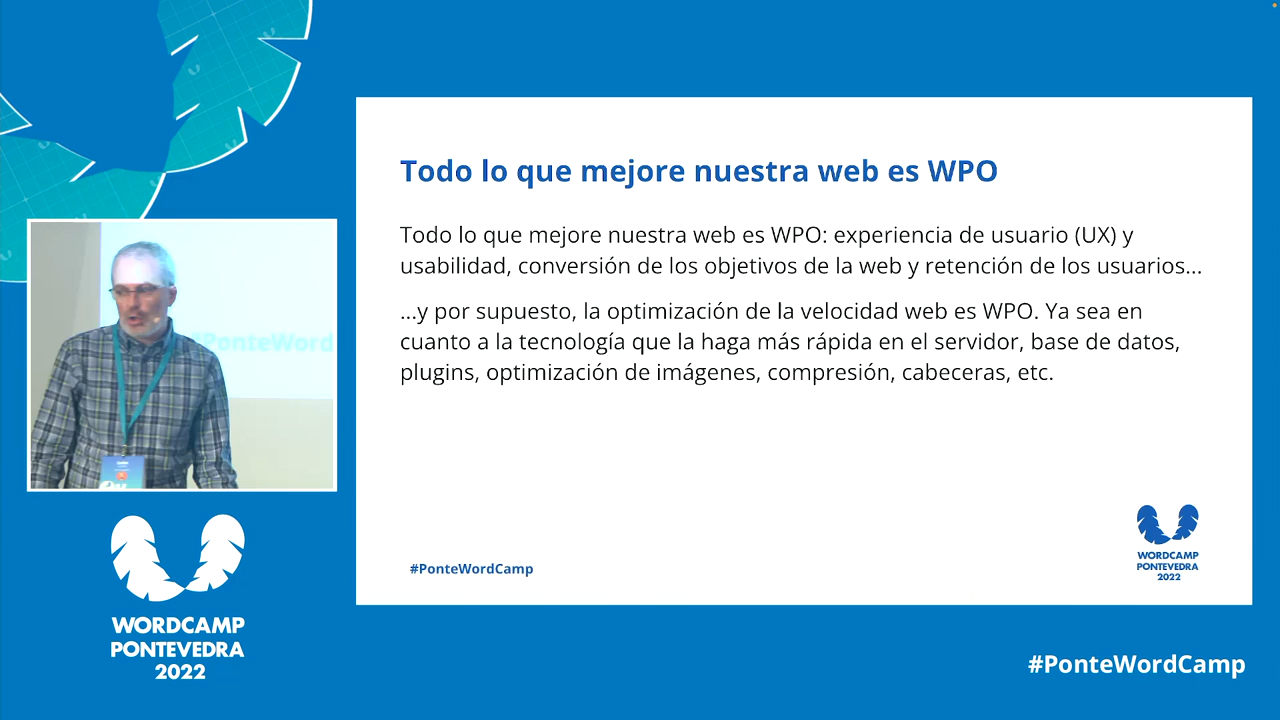 Todo lo que mejore nuestra web es WPO
Todo lo que mejore nuestra web es WPO: experiencia de usuario (UX) y
usabilidad, conversión de los objetivos de la web y retención de los usuarios...
...y por supuesto, la optimización de la velocidad web es WPO. Ya sea en
cuanto a la tecnología que la haga más rápida en el servidor, base de datos,
plugins, optimización de imágenes, compresión, cabeceras, etc.
#PonteWordCamp
WORDCAMP
PONTEVEDRA
2022
#PonteWord
WORDCAMP
PONTEVEDRA
2022
#PonteWordCamp